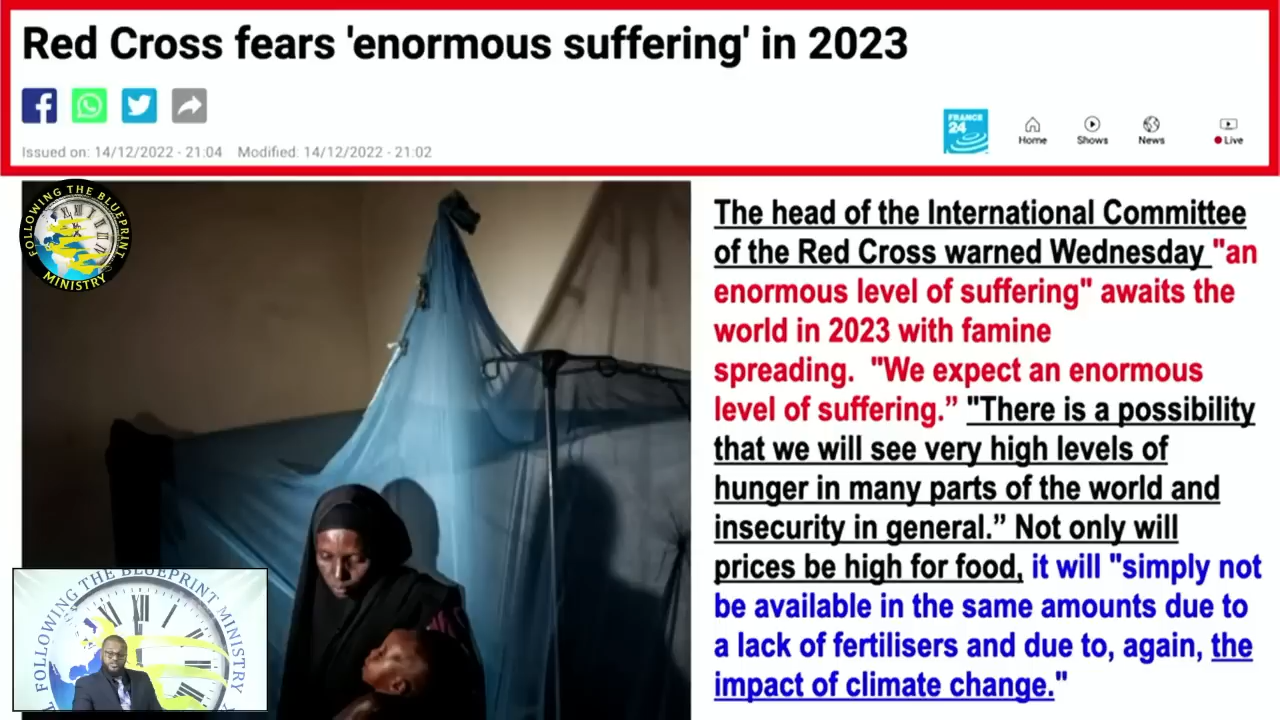 Red Cross fears 'enormous suffering' in 2023
Issued on: 14/12/2022 - 21:04 Modified: 14/12/2022 - 21:02
FRANCE
24
Home
Shows
News
Live
FOLLOWING THE BLUEPRINT
MINISTRY
The head of the International Committee
of the Red Cross warned Wednesday "an
enormous level of suffering" awaits the
world in 2023 with famine
spreading. "We expect an enormous
level of suffering.” "There is a possibility
that we will see very high levels of
hunger in many parts of the world and
insecurity in general.” Not only will
prices be high for food, it will "simply not
be available in the same amounts due to
a lack of fertilisers and due to, again, the
impact of climate change."
FOLLOWING THE BLUEPRINT MINISTRY